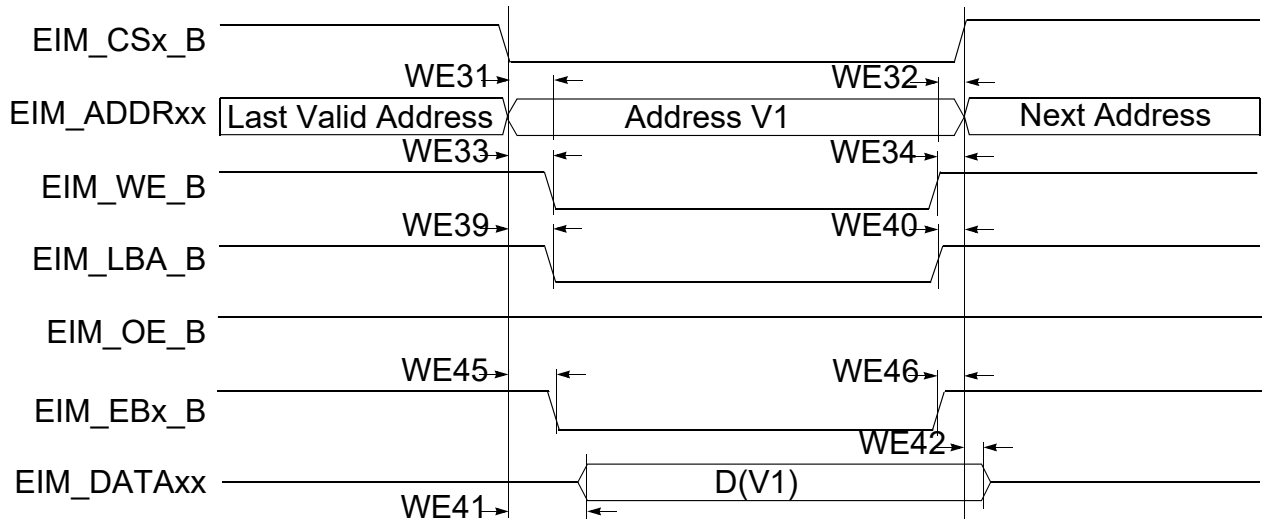 EIM_CSx_B
WE31
WE32
EIM_ADDRxx
Last Valid Address
Address V1
Next Address
WE33
WE34
EIM_WE_B
WE39
WE40
EIM_LBA_B
EIM_OE_B
WE45
WE46
EIM_EBx_B
WE42
EIM_DATAxx
D(V1)
WE41